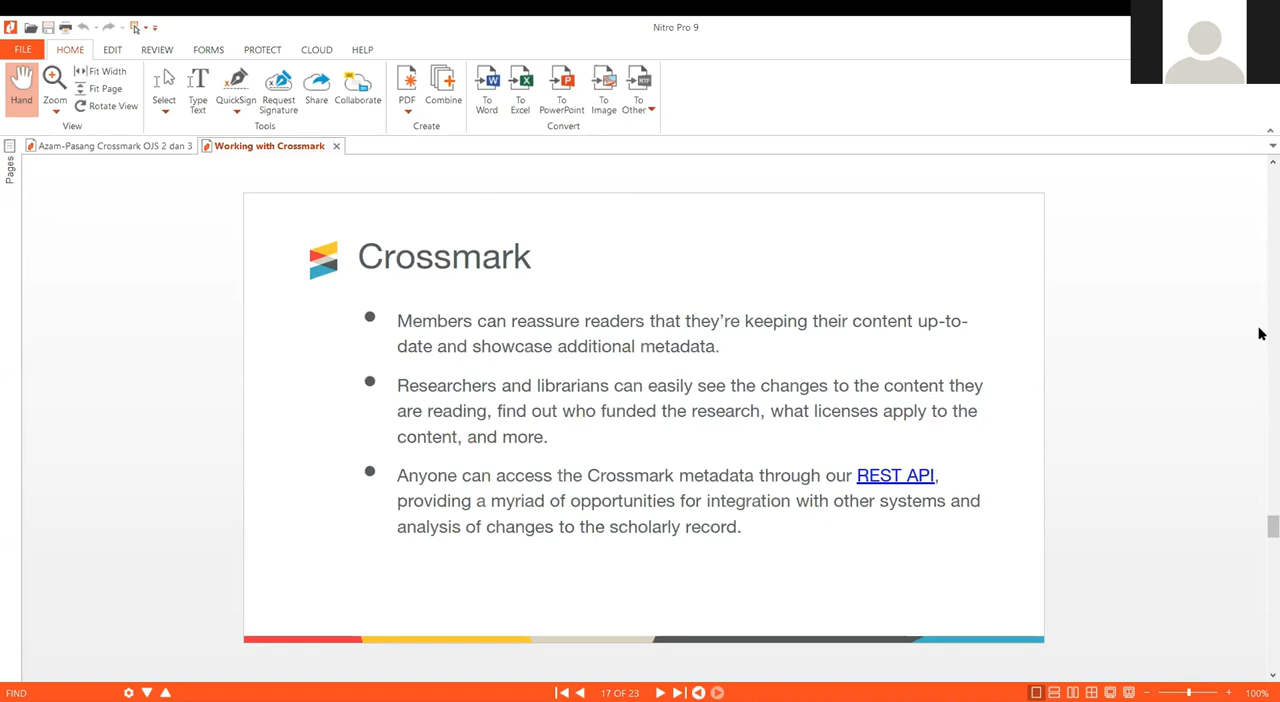 Nitro Pro 9
FILE HOME EDIT REVIEW FORMS PROTECT CLOUD HELP
Hand
Zoom
Fit Width
Fit Page
Rotate View
View
Select
Type Text
QuickSign
Request Signature
Share
Collaborate
Tools
PDF
Combine
Create
To Word
To Excel
To PowerPoint
To Image
To Other
Convert
Pages
Azam-Pasang Crossmark OJS 2 dan 3
Working with Crossmark
Crossmark
Members can reassure readers that they're keeping their content up-to-
date and showcase additional metadata.
Researchers and librarians can easily see the changes to the content they
are reading, find out who funded the research, what licenses apply to the
content, and more.
Anyone can access the Crossmark metadata through our REST API,
providing a myriad of opportunities for integration with other systems and
analysis of changes to the scholarly record.
FIND
17 OF 23
100%